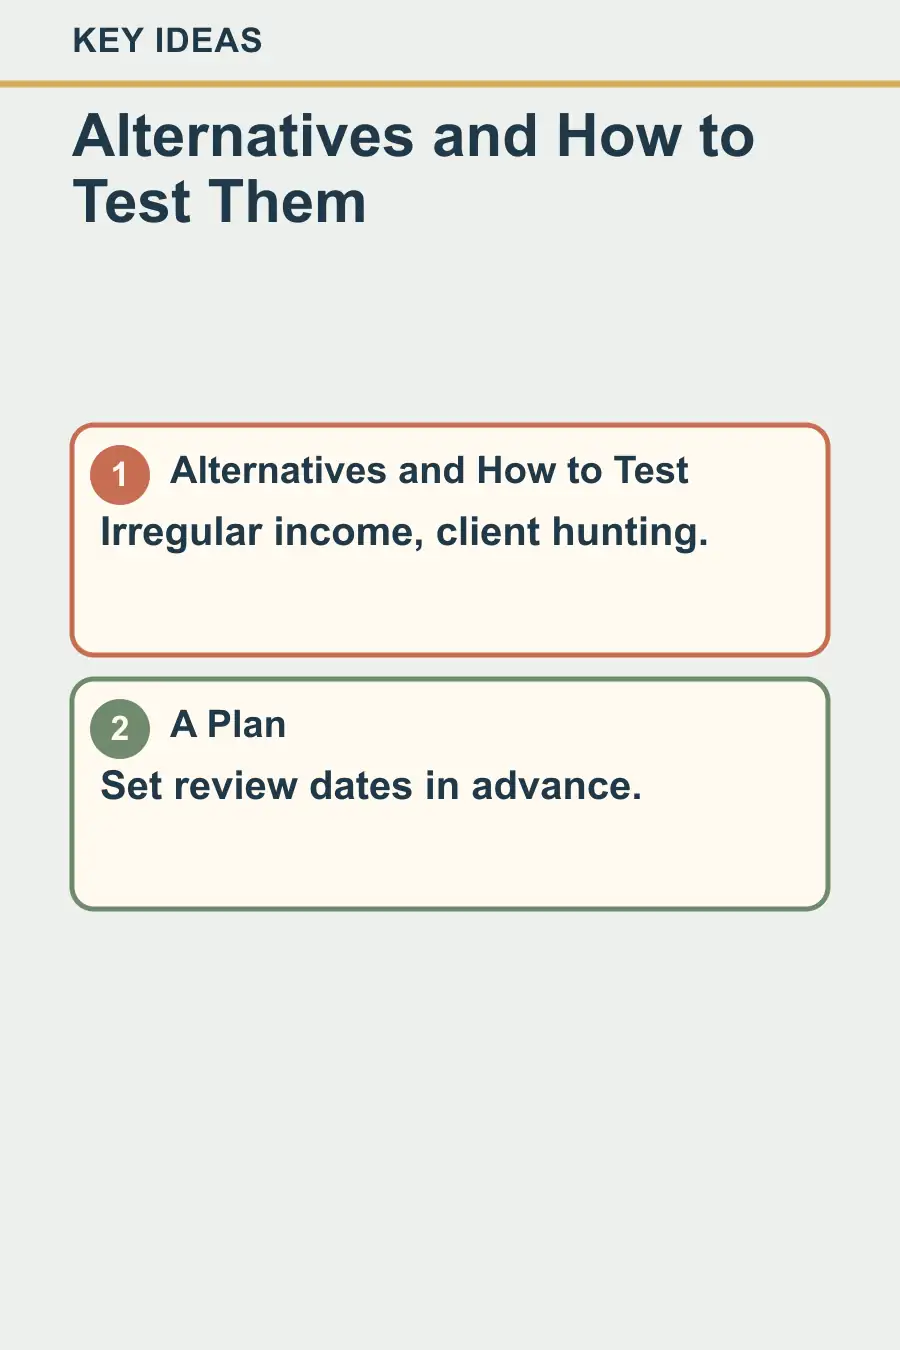 KEY IDEAS
Alternatives and How to
Test Them
1 Alternatives and How to Test
Irregular income, client hunting.
2 A Plan
Set review dates in advance.